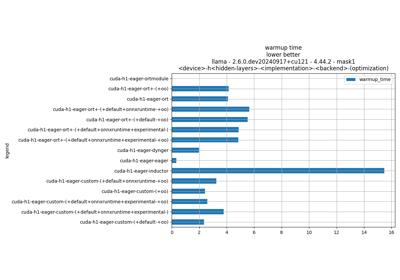 warmup time
lower better
llama - 2.6.0.dev20240917+cu121 - 4.44.2 - mask1
<device>-h<hidden-layers>-<implementation>-<backend>-(optimization)
warmup_time
legend
cuda-h1-eager-ortmodule
cuda-h1-eager-ort+-(+oo)
cuda-h1-eager-ort
cuda-h1-eager-ort+-(+default+onnxruntime-+oo)
cuda-h1-eager-ort+-(+default-+oo)
cuda-h1-eager-ort+-(+default+onnxruntime+experimental-)
cuda-h1-eager-ort+-(+default+onnxruntime+experimental-+oo)
cuda-h1-eager-dynger
cuda-h1-eager-eager
cuda-h1-eager-inductor
cuda-h1-eager-custom-(+default+onnxruntime-+oo)
cuda-h1-eager-custom-(+oo)
cuda-h1-eager-custom-(+default+onnxruntime+experimental-+oo)
cuda-h1-eager-custom-(+default+onnxruntime+experimental-)
cuda-h1-eager-custom-(+default-+oo)
0 2 4 6 8 10 12 14 16